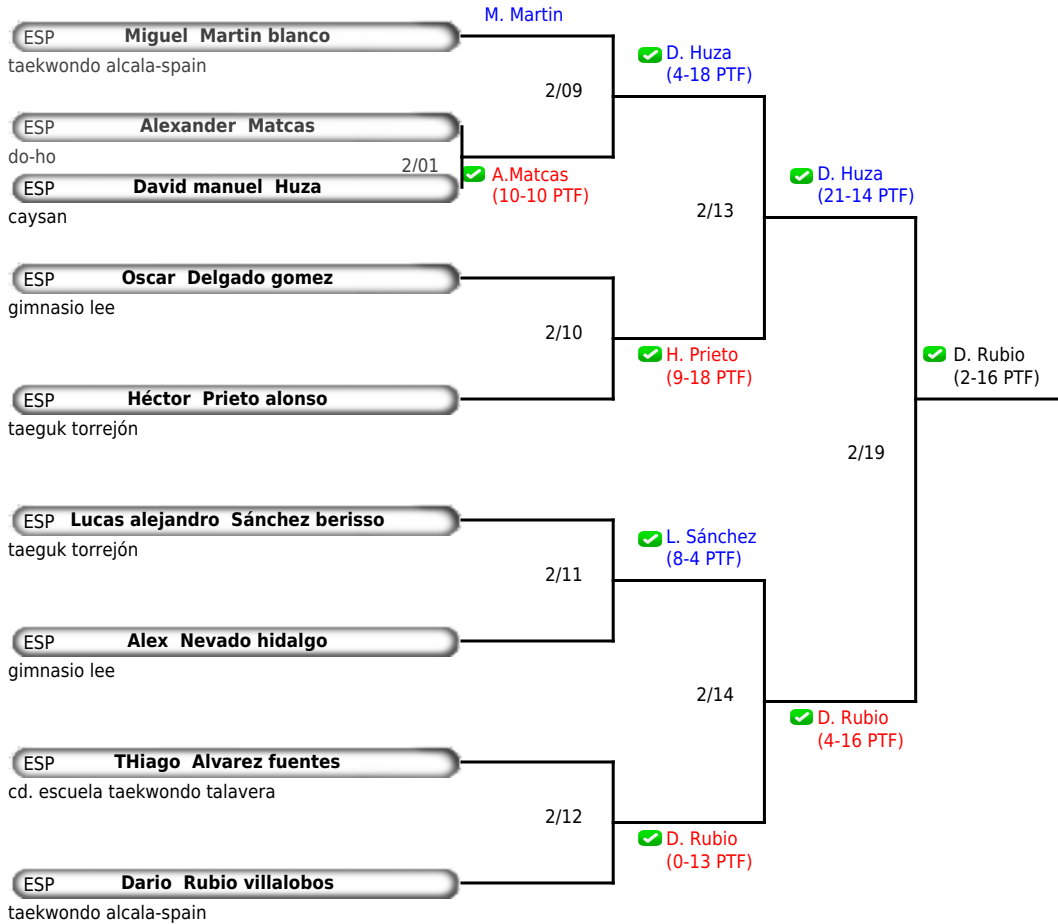 M. Martin
ESP Miguel Martin blanco
taekwondo alcala-spain
D. Huza
(4-18 PTF)
2/09
ESP Alexander Matcas
do-ho
2/01
A.Matcas
(10-10 PTF)
ESP David manuel Huza
caysan
D. Huza
(21-14 PTF)
2/13
ESP Oscar Delgado gomez
gimnasio lee
2/10
H. Prieto
(9-18 PTF)
D. Rubio
(2-16 PTF)
ESP Héctor Prieto alonso
taeguk torrejón
2/19
ESP Lucas alejandro Sánchez berisso
taeguk torrejón
L. Sánchez
(8-4 PTF)
2/11
ESP Alex Nevado hidalgo
gimnasio lee
2/14
D. Rubio
(4-16 PTF)
ESP THiago Alvarez fuentes
cd. escuela taekwondo talavera
2/12
D. Rubio
(0-13 PTF)
ESP Dario Rubio villalobos
taekwondo alcala-spain